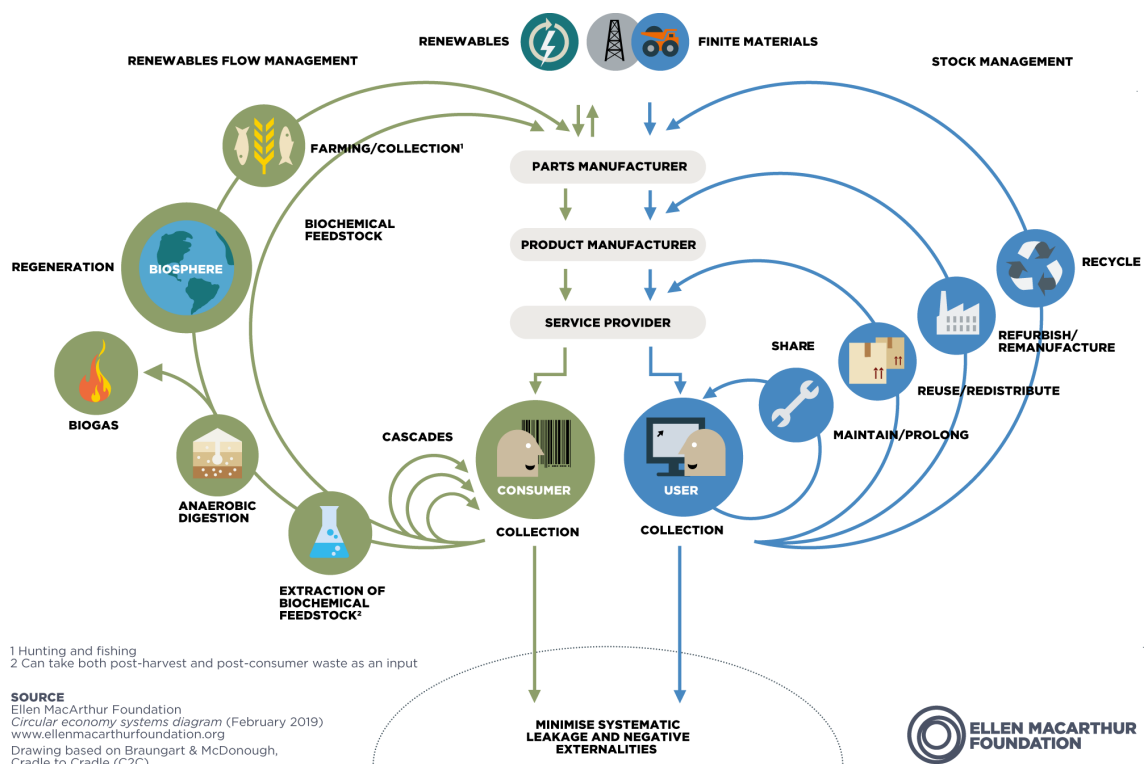 RENEWABLES
FINITE MATERIALS
RENEWABLES FLOW MANAGEMENT
STOCK MANAGEMENT
FARMING/COLLECTION¹
PARTS MANUFACTURER
BIOCHEMICAL
FEEDSTOCK
PRODUCT MANUFACTURER
REGENERATION
BIOSPHERE
RECYCLE
SERVICE PROVIDER
SHARE
REFURBISH/
REMANUFACTURE
REUSE/REDISTRIBUTE
BIOGAS
CASCADES
MAINTAIN/PROLONG
CONSUMER
USER
ANAEROBIC
DIGESTION
COLLECTION
COLLECTION
EXTRACTION OF
BIOCHEMICAL
FEEDSTOCK²
1 Hunting and fishing
2 Can take both post-harvest and post-consumer waste as an input
SOURCE
Ellen MacArthur Foundation
Circular economy systems diagram (February 2019)
www.ellenmacarthurfoundation.org
Drawing based on Braungart & McDonough,
Cradle to Cradle (C2C)
MINIMISE SYSTEMATIC
LEAKAGE AND NEGATIVE
EXTERNALITIES
ELLEN MACARTHUR
FOUNDATION